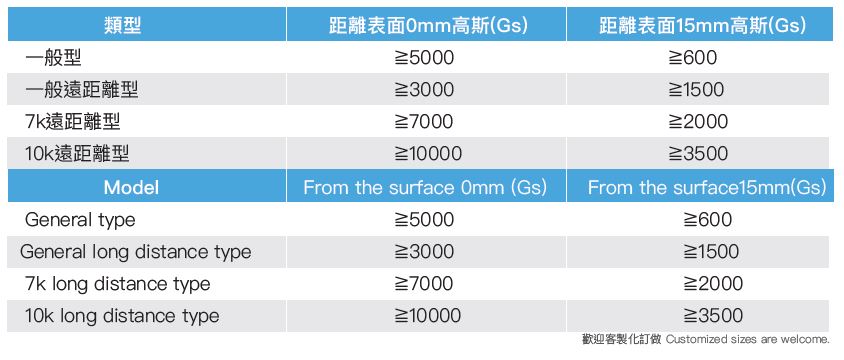 類型 距離表面0mm高斯(Gs) 距離表面15mm高斯(Gs)
一般型 ≧5000 ≧600
一般遠距離型 ≧3000 ≧1500
7k遠距離型 ≧7000 ≧2000
10k遠距離型 ≧10000 ≧3500
Model From the surface 0mm (Gs) From the surface15mm(Gs)
General type ≧5000 ≧600
General long distance type ≧3000 ≧1500
7k long distance type ≧7000 ≧2000
10k long distance type ≧10000 ≧3500
歡迎客製化訂做 Customized sizes are welcome.